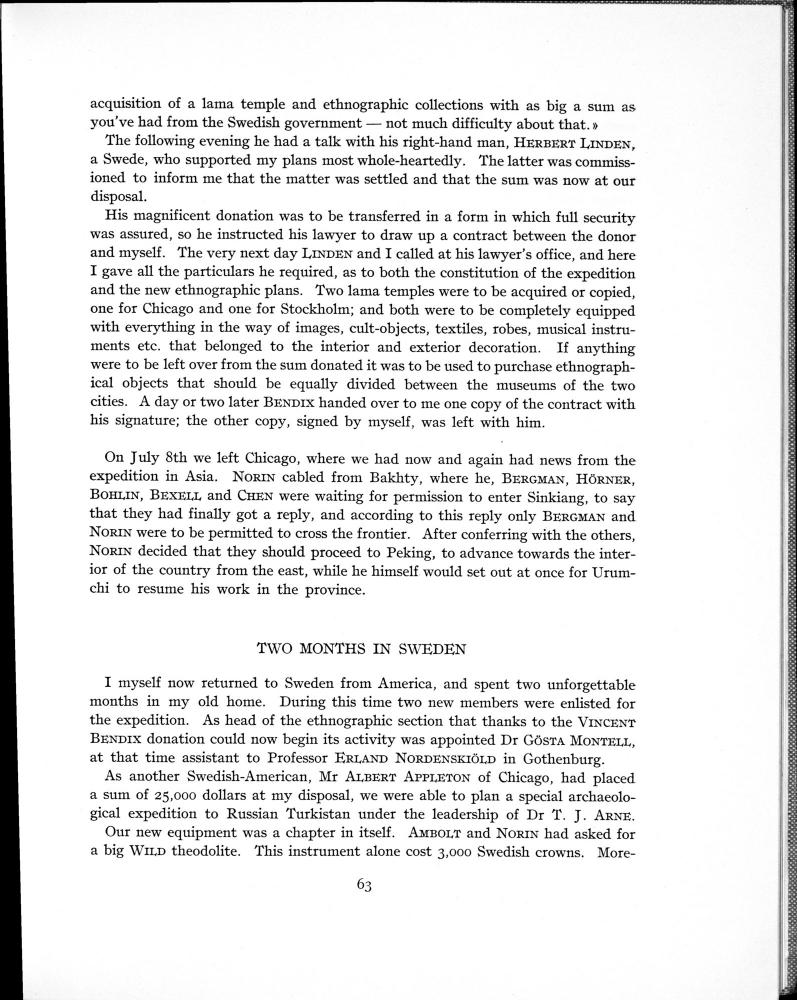 acquisition of a lama temple and ethnographic collections with as big a sum as
you've had from the Swedish government — not much difficulty about that.»
The following evening he had a talk with his right-hand man, HERBERT LINDEN,
a Swede, who supported my plans most whole-heartedly. The latter was commiss-
ioned to inform me that the matter was settled and that the sum was now at our
disposal.
His magnificent donation was to be transferred in a form in which full security
was assured, so he instructed his lawyer to draw up a contract between the donor
and myself. The very next day LINDEN and I called at his lawyer's office, and here
I gave all the particulars he required, as to both the constitution of the expedition
and the new ethnographic plans. Two lama temples were to be acquired or copied,
one for Chicago and one for Stockholm; and both were to be completely equipped
with everything in the way of images, cult-objects, textiles, robes, musical instru-
ments etc. that belonged to the interior and exterior decoration. If anything
were to be left over from the sum donated it was to be used to purchase ethnograph-
ical objects that should be equally divided between the museums of the two
cities. A day or two later BENDIX handed over to me one copy of the contract with
his signature; the other copy, signed by myself, was left with him.
On July 8th we left Chicago, where we had now and again had news from the
expedition in Asia. NORIN cabled from Bakhty, where he, BERGMAN, HÖRNER,
BOHLIN, BEXELL and CHEN were waiting for permission to enter Sinkiang, to say
that they had finally got a reply, and according to this reply only BERGMAN and
NORIN were to be permitted to cross the frontier. After conferring with the others,
NORIN decided that they should proceed to Peking, to advance towards the inter-
ior of the country from the east, while he himself would set out at once for Urum-
chi to resume his work in the province.
TWO MONTHS IN SWEDEN
I myself now returned to Sweden from America, and spent two unforgettable
months in my old home. During this time two new members were enlisted for
the expedition. As head of the ethnographic section that thanks to the VINCENT
BENDIX donation could now begin its activity was appointed Dr GÖSTA MONTELL,
at that time assistant to Professor ERLAND NORDENSKIÖLD in Gothenburg.
As another Swedish-American, Mr ALBERT APPLETON of Chicago, had placed
a sum of 25,000 dollars at my disposal, we were able to plan a special archaeolo-
gical expedition to Russian Turkistan under the leadership of Dr T. J. ARNE.
Our new equipment was a chapter in itself. AMBOLT and NORIN had asked for
a big WILD theodolite. This instrument alone cost 3,000 Swedish crowns. More-
63